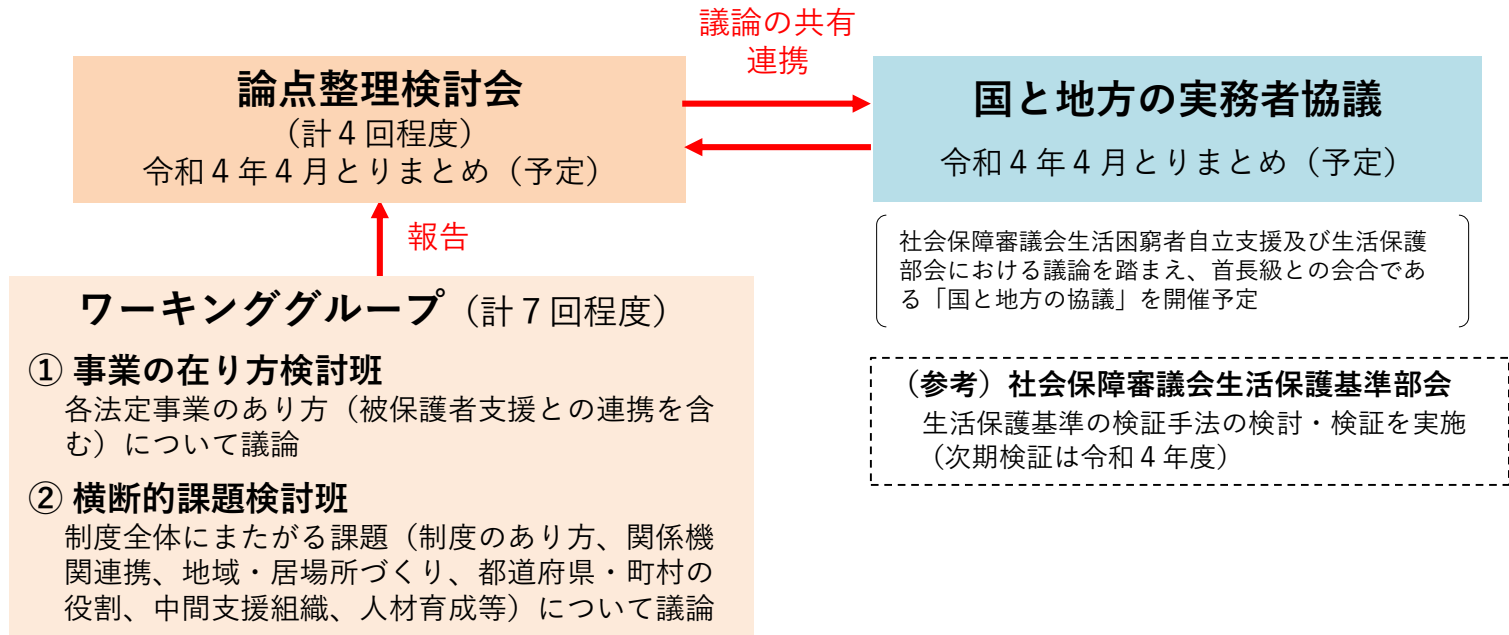 議論の共有
連携
論点整理検討会
（計４回程度）
令和４年４月とりまとめ（予定）
国と地方の実務者協議
令和４年４月とりまとめ（予定）
報告
社会保障審議会生活困窮者自立支援及び生活保護
部会における議論を踏まえ、首長級との会合であ
る「国と地方の協議」を開催予定
ワーキンググループ（計７回程度）
① 事業の在り方検討班
各法定事業のあり方（被保護者支援との連携を含
む）について議論
② 横断的課題検討班
制度全体にまたがる課題（制度のあり方、関係機
関連携、地域・居場所づくり、都道府県・町村の
役割、中間支援組織、人材育成等）について議論
（参考）社会保障審議会生活保護基準部会
生活保護基準の検証手法の検討・検証を実施
（次期検証は令和４年度）